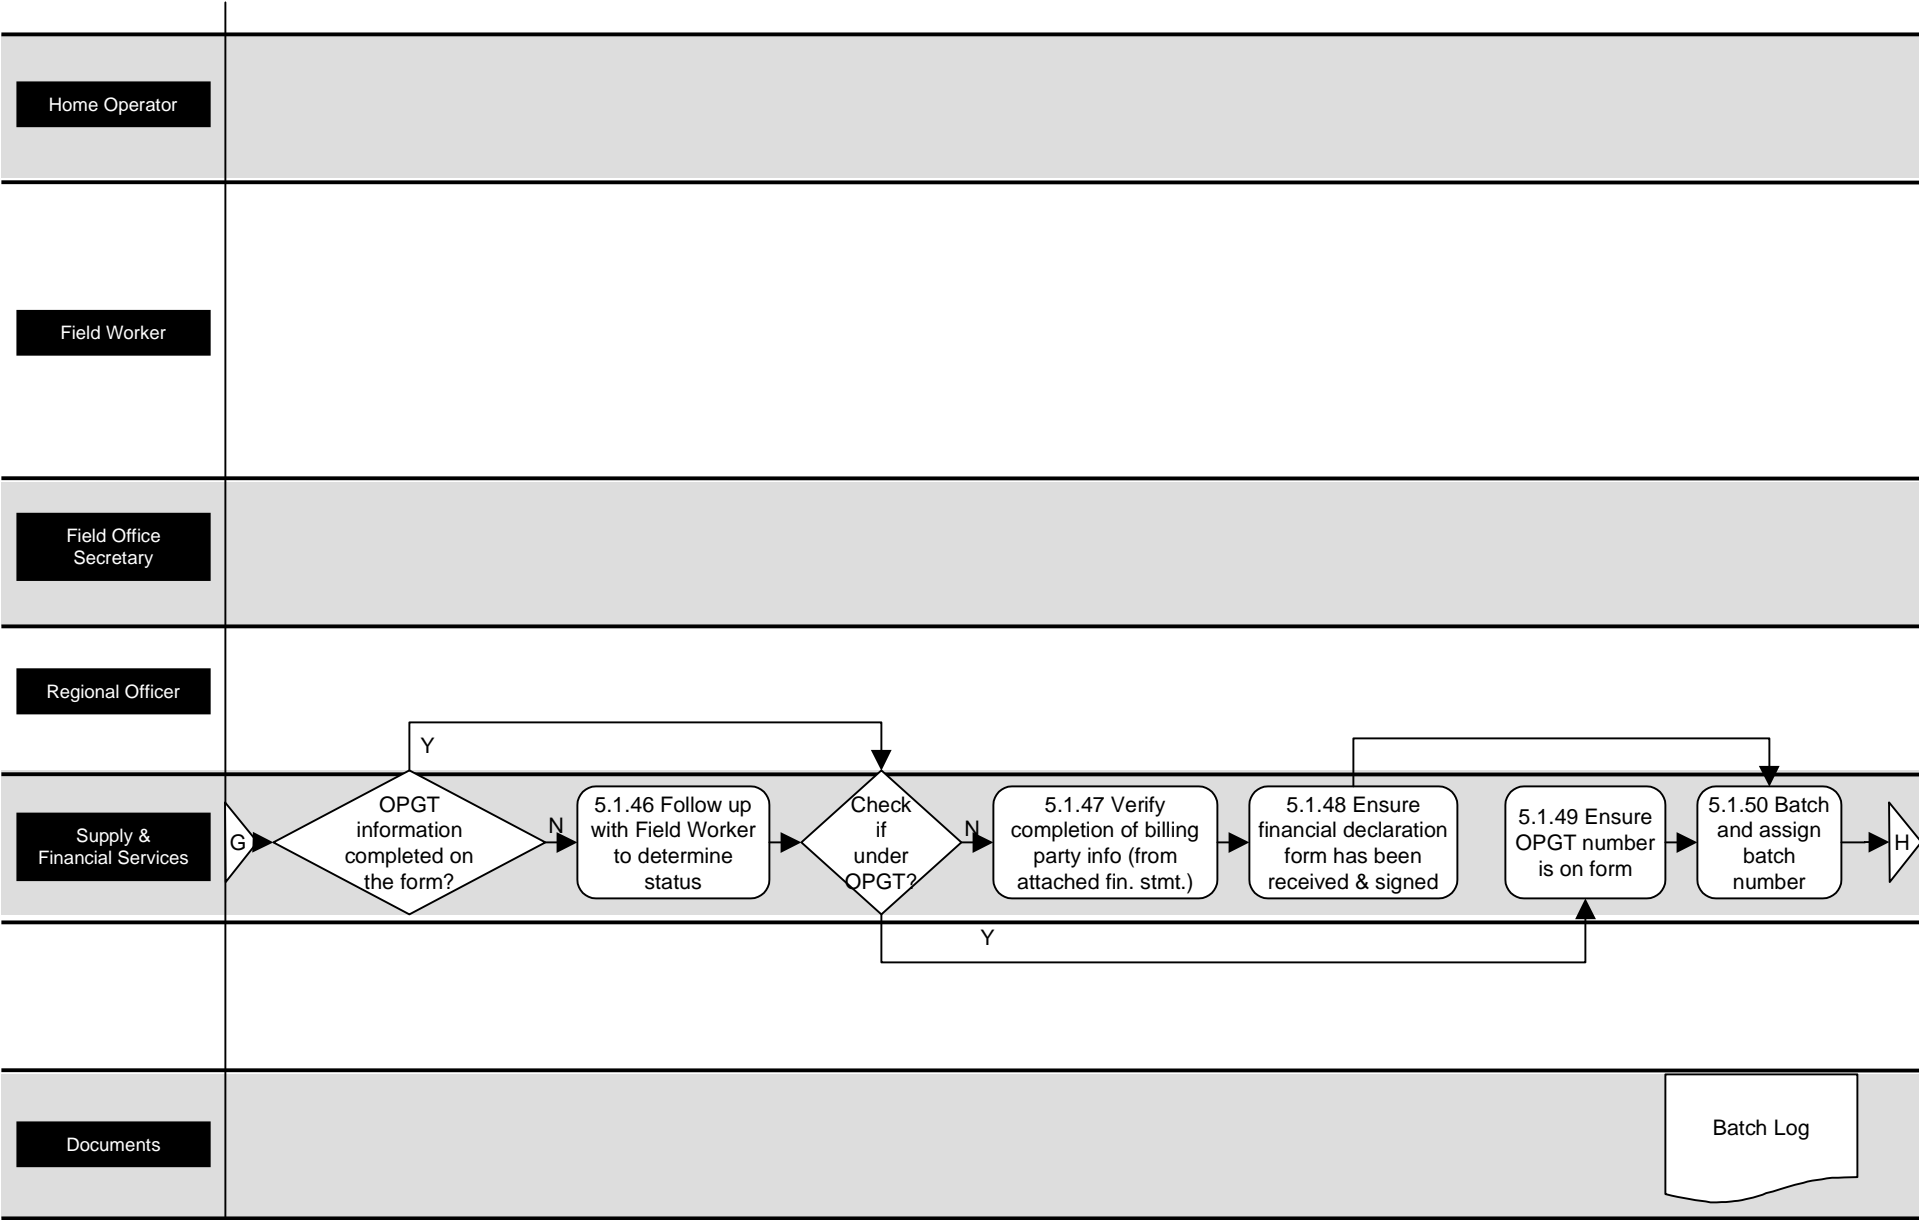 Home Operator
Field Worker
Field Office
Secretary
Regional Officer
Supply &
Financial Services
G
OPGT
information
completed on
the form?
Y
N
5.1.46 Follow up
with Field Worker
to determine
status
Check
if
under
OPGT?
N
Y
5.1.47 Verify
completion of billing
party info (from
attached fin. stmt.)
5.1.48 Ensure
financial declaration
form has been
received & signed
5.1.49 Ensure
OPGT number
is on form
5.1.50 Batch
and assign
batch
number
H
Documents
Batch Log